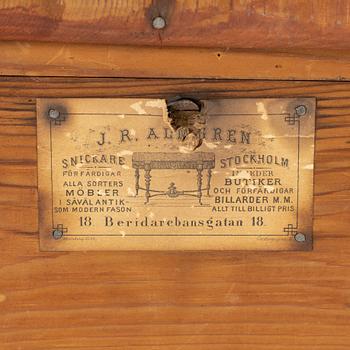 J. R. ALMGREN
SNICKARE STOCKHOLM
FÖRFÄRDIGAR INREDER
ALLA SORTERS BUTIKER
MÖBLER OCH FÖRFÄRDIGAR
I SÅVÄL ANTIK- BILLARDER M.M.
SOM MODERN FASON ALLT TILL BILLIGT PRIS
18 Beridarebansgatan 18.